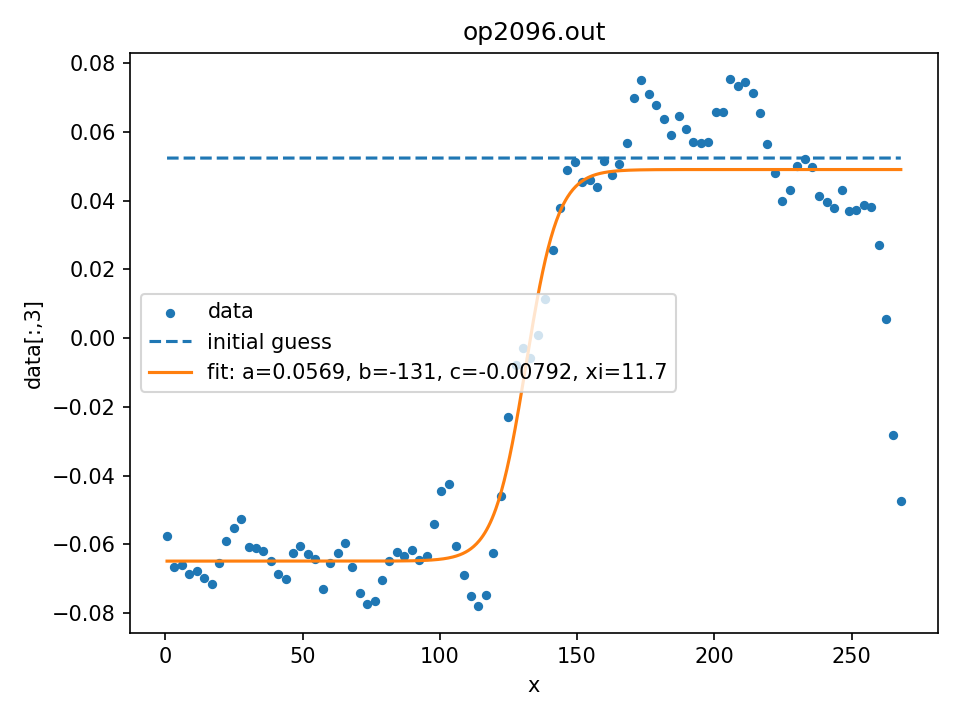 op2096.out
0.08
0.06
0.04
0.02
0.00
−0.02
−0.04
−0.06
−0.08
data[:,3]
data
initial guess
fit: a=0.0569, b=-131, c=-0.00792, xi=11.7
0 50 100 150 200 250
x